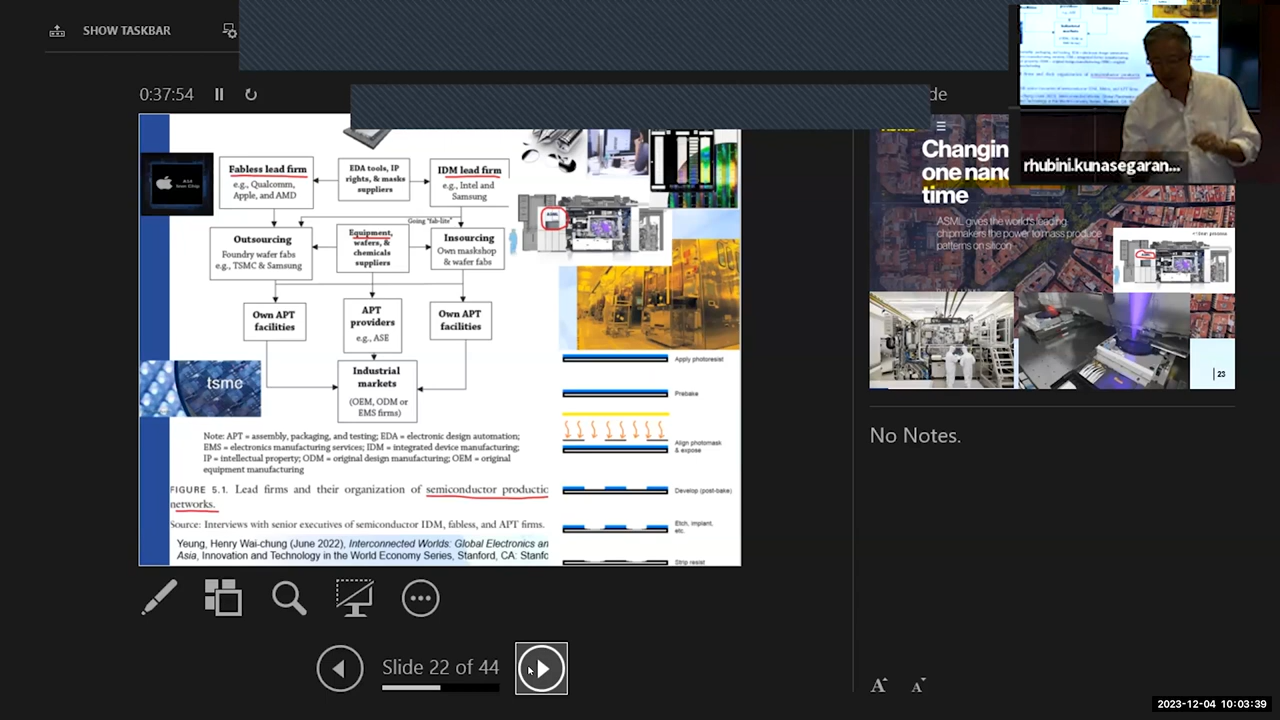 SHOW TASKBAR
7:54
de
Fabless lead firm
e.g., Qualcomm,
Apple, and AMD
EDA tools, IP
rights, & masks
suppliers
IDM lead firm
e.g., Intel and
Samsung
Going "fab-lite"
Outsourcing
Foundry wafer fabs
e.g., TSMC & Samsung
Equipment,
wafers, &
chemicals
suppliers
Insourcing
Own maskshop
& wafer fabs
Own APT
facilities
APT
providers
e.g., ASE
Own APT
facilities
tsmc
Industrial
markets
(OEM, ODM or
EMS firms)
Note: APT = assembly, packaging, and testing; EDA = electronic design automation;
EMS = electronics manufacturing services; IDM = integrated device manufacturing;
IP = intellectual property; ODM = original design manufacturing; OEM = original
equipment manufacturing
FIGURE 5.1. Lead firms and their organization of semiconductor productio
networks.
Source: Interviews with senior executives of semiconductor IDM, fabless, and APT firms.
Yeung, Henry Wai-chung (June 2022), Interconnected Worlds: Global Electronics an
Asia, Innovation and Technology in the World Economy Series, Stanford, CA: Stanfo
Apply photoresist
Prebake
Align photomask
& expose
Develop (post-bake)
Etch, implant,
etc.
Strip resist
Changin
one nano
time
ASML gives the world's leading
chipmakers the power to mass produce
patterns on silicon
23
No Notes.
rhubini.kunasegaran...
Slide 22 of 44
A A
2023-12-04 10:03:39